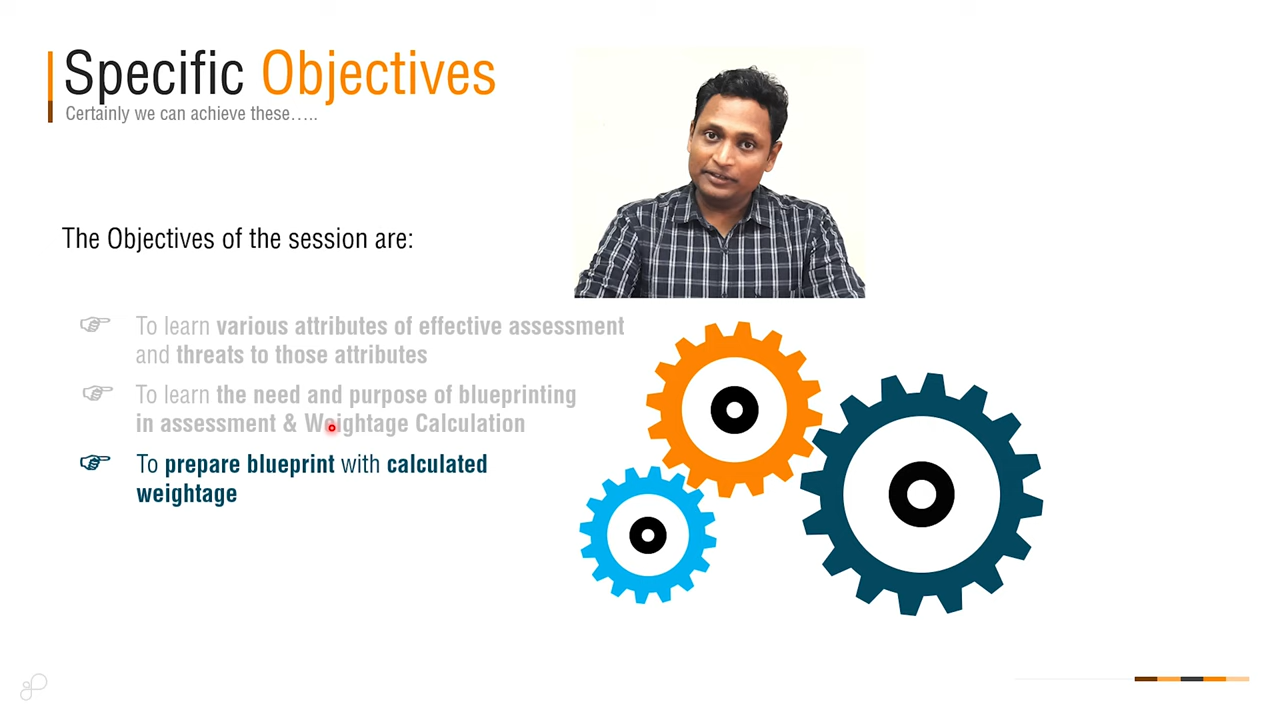 Specific Objectives
Certainly we can achieve these…..
The Objectives of the session are:
To learn various attributes of effective assessment
and threats to those attributes
To learn the need and purpose of blueprinting
in assessment & Weightage Calculation
To prepare blueprint with calculated
weightage